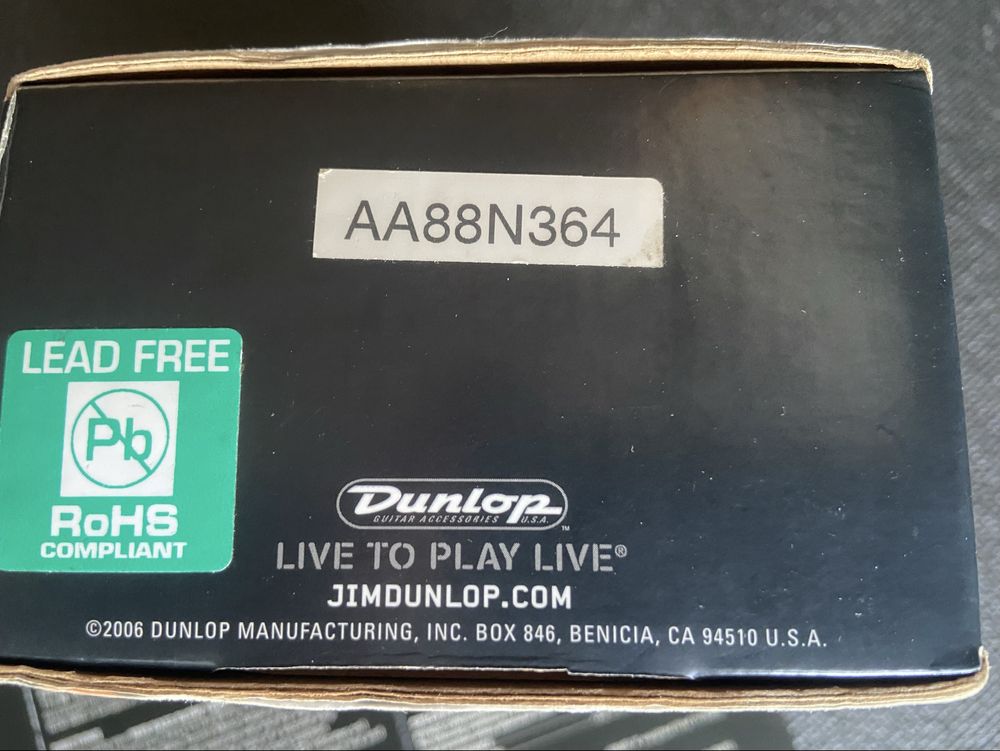 AA88N364
LEAD FREE
Pb
RoHS
COMPLIANT
Dunlop
GUITAR ACCESSORIES U.S.A.™
LIVE TO PLAY LIVE®
JIMDUNLOP.COM
©2006 DUNLOP MANUFACTURING, INC. BOX 846, BENICIA, CA 94510 U.S.A.